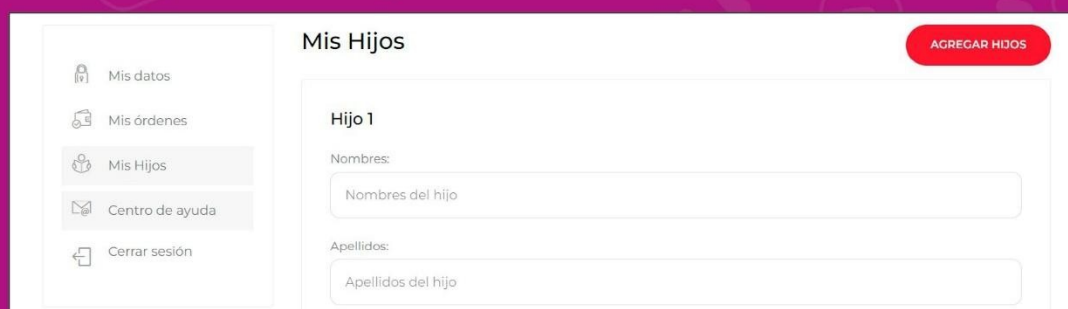 Mis datos
Mis órdenes
Mis Hijos
Centro de ayuda
Cerrar sesión
Mis Hijos
AGREGAR HIJOS
Hijo 1
Nombres:
Nombres del hijo
Apellidos:
Apellidos del hijo